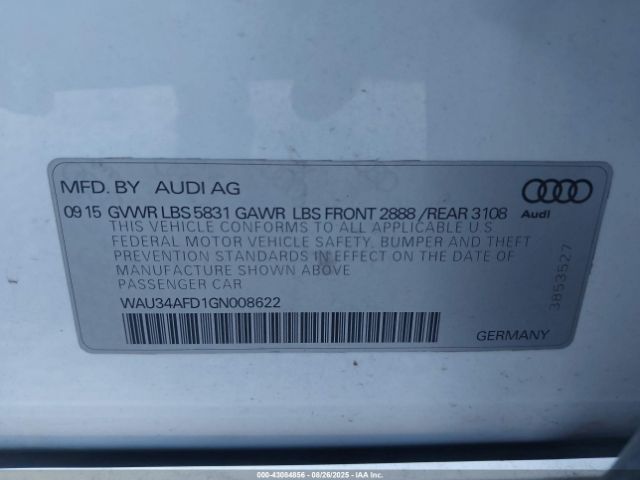 MFD. BY AUDI AG
Audi
09 15 GVWR LBS 5831 GAWR LBS FRONT 2888 /REAR 3108
THIS VEHICLE CONFORMS TO ALL APPLICABLE U S
FEDERAL MOTOR VEHICLE SAFETY, BUMPER AND THEFT
PREVENTION STANDARDS IN EFFECT ON THE DATE OF
MANUFACTURE SHOWN ABOVE
PASSENGER CAR
WAU34AFD1GN008622
3853527
GERMANY
000-43084856 - 08/26/2025 - IAA Inc.